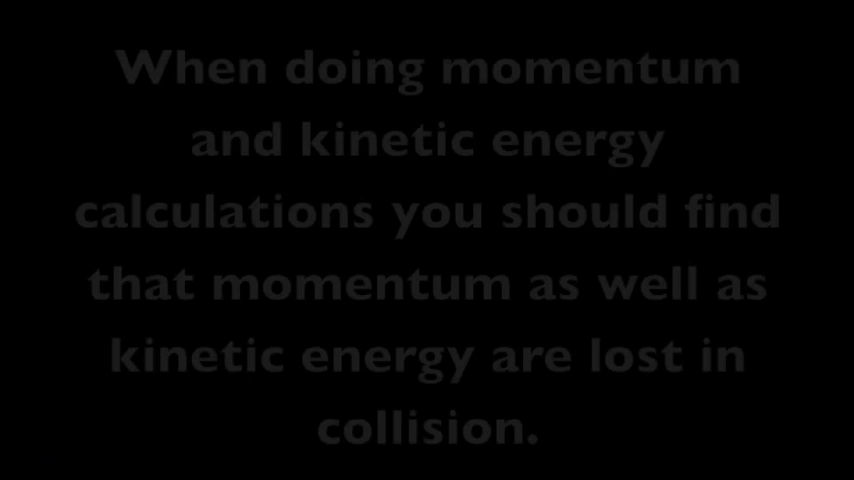 When doing momentum
and kinetic energy
calculations you should find
that momentum as well as
kinetic energy are lost in
collision.